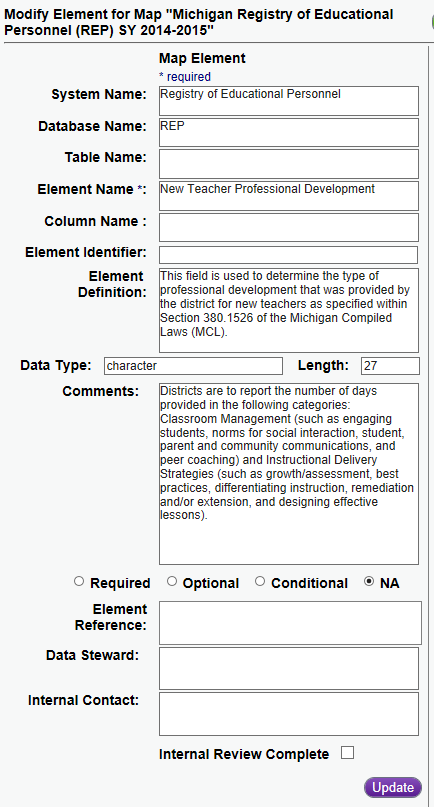 Modify Element for Map "Michigan Registry of Educational
Personnel (REP) SY 2014-2015"
Map Element
* required
System Name: Registry of Educational Personnel
Database Name: REP
Table Name:
Element Name *: New Teacher Professional Development
Column Name :
Element Identifier:
Element
Definition:
This field is used to determine the type of
professional development that was provided by
the district for new teachers as specified within
Section 380.1526 of the Michigan Compiled
Laws (MCL).
Data Type: character Length: 27
Comments:
Districts are to report the number of days
provided in the following categories:
Classroom Management (such as engaging
students, norms for social interaction, student,
parent and community communications, and
peer coaching) and Instructional Delivery
Strategies (such as growth/assessment, best
practices, differentiating instruction, remediation
and/or extension, and designing effective
lessons).
Required Optional Conditional NA
Element
Reference:
Data Steward:
Internal Contact:
Internal Review Complete
Update